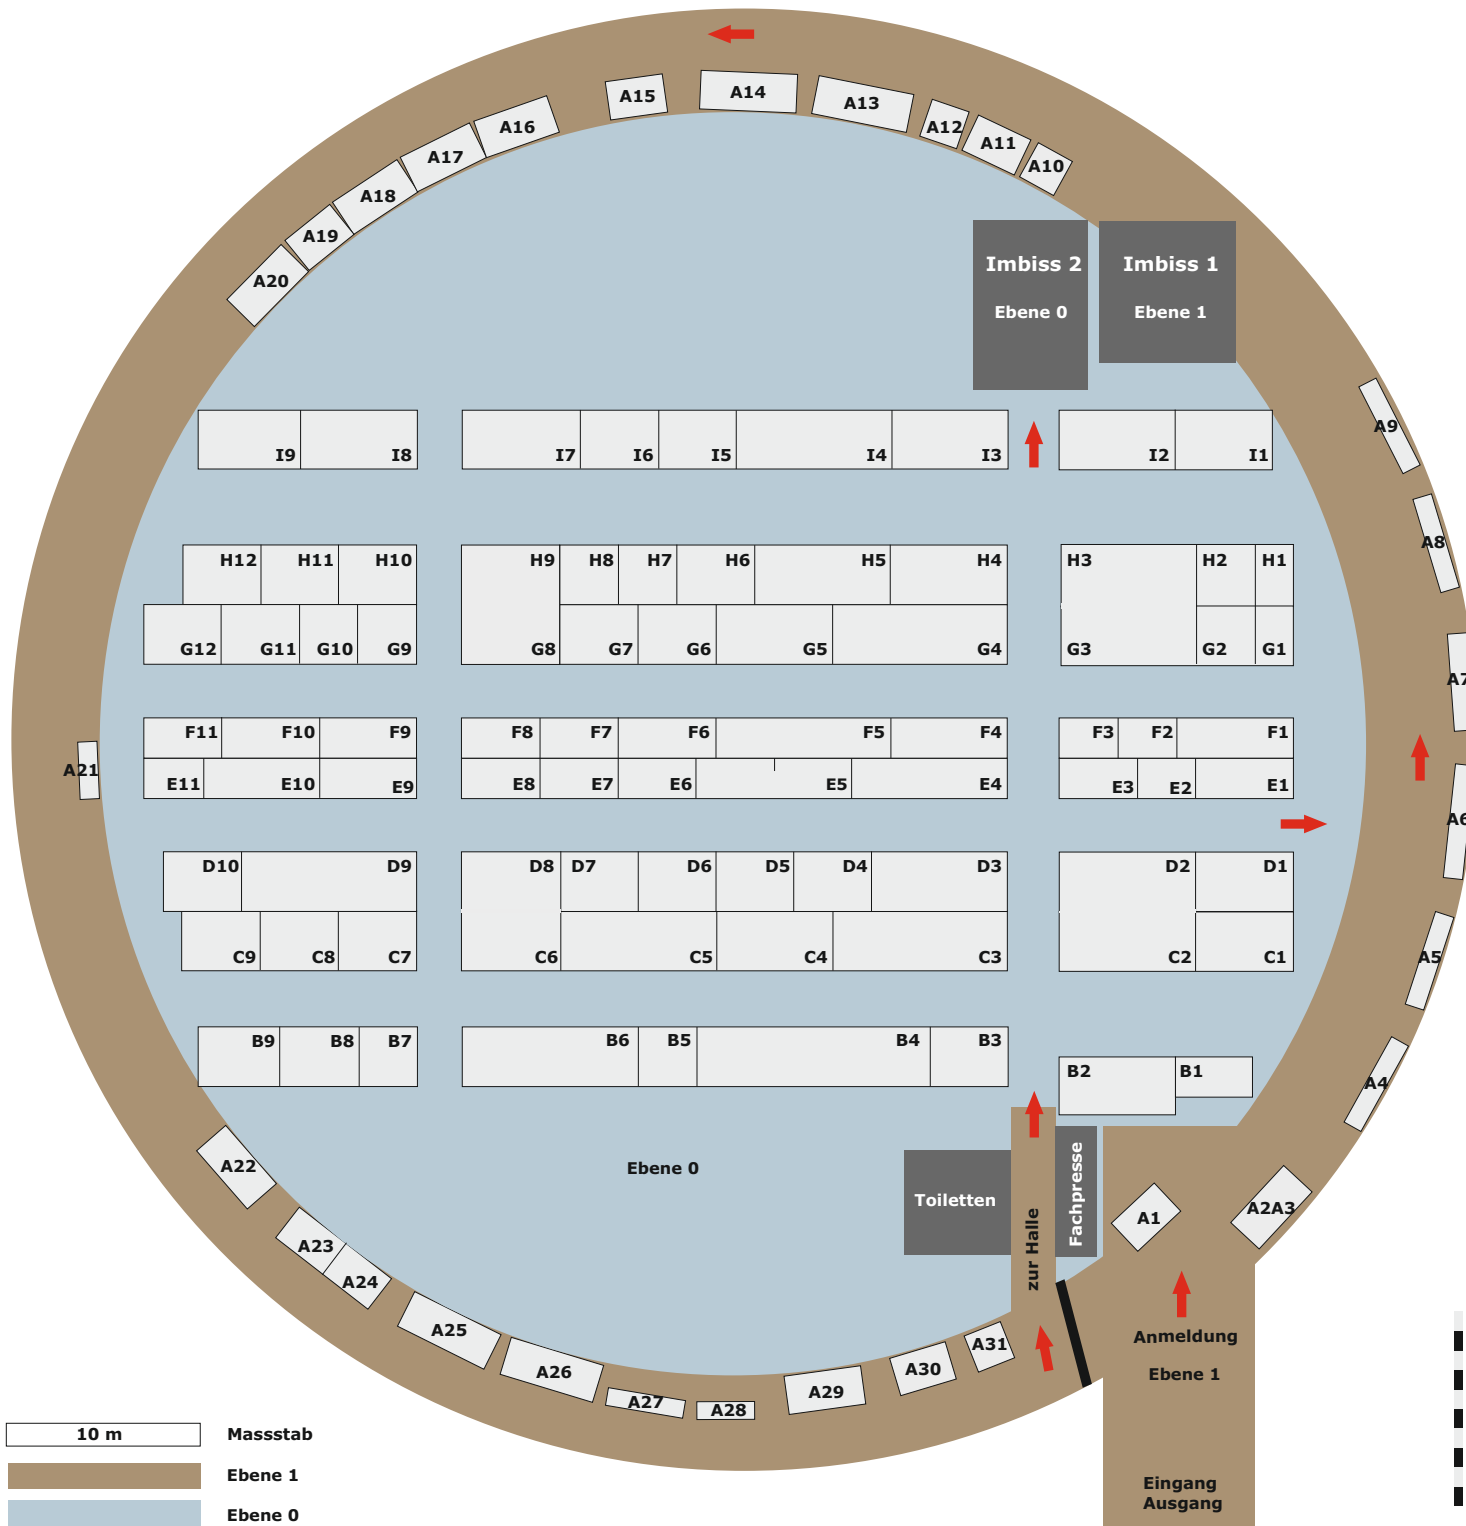 A15
A14
A13
A12
A11
A10
A16
A17
A18
A19
A20
Imbiss 2
Ebene 0
Imbiss 1
Ebene 1
A9
A8
A7
A6
A5
A4
I9 I8 I7 I6 I5 I4 I3 I2 I1
H12 H11 H10 H9 H8 H7 H6 H5 H4 H3 H2 H1
G12 G11 G10 G9 G8 G7 G6 G5 G4 G3 G2 G1
F11 F10 F9 F8 F7 F6 F5 F4 F3 F2 F1
A21
E11 E10 E9 E8 E7 E6 E5 E4 E3 E2 E1
D10 D9 D8 D7 D6 D5 D4 D3 D2 D1
C9 C8 C7 C6 C5 C4 C3 C2 C1
B9 B8 B7 B6 B5 B4 B3 B2 B1
A22
Ebene 0
Toiletten
zur Halle
Fachpresse
A1
A2A3
A23
A24
A25
A26
A27
A28
A29
A30
A31
Anmeldung
Ebene 1
Eingang
Ausgang
10 m Massstab
Ebene 1
Ebene 0